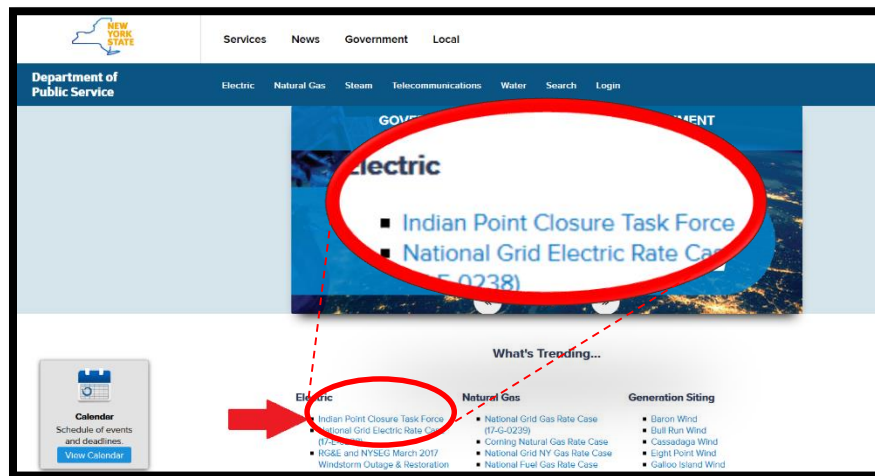 NEW
YORK
STATE
Services News Government Local
Department of
Public Service
Electric Natural Gas Steam Telecommunications Water Search Login
Electric
Indian Point Closure Task Force
National Grid Electric Rate
0238)
What's Trending...
Calendar
Schedule of events
and deadlines.
View Calendar
Electric
Indian Point Closure Task Force
National Grid Electric Rate Case
(17-E-0238)
RG&E and NYSEG March 2017
Windstorm Outage & Restoration
Natural Gas
National Grid Gas Rate Case
(17-G-0239)
Corning Natural Gas Rate Case
National Grid NY Gas Rate Case
National Fuel Gas Rate Case
Generation Siting
Baron Wind
Bull Run Wind
Cassadaga Wind
Eight Point Wind
Galloo Island Wind